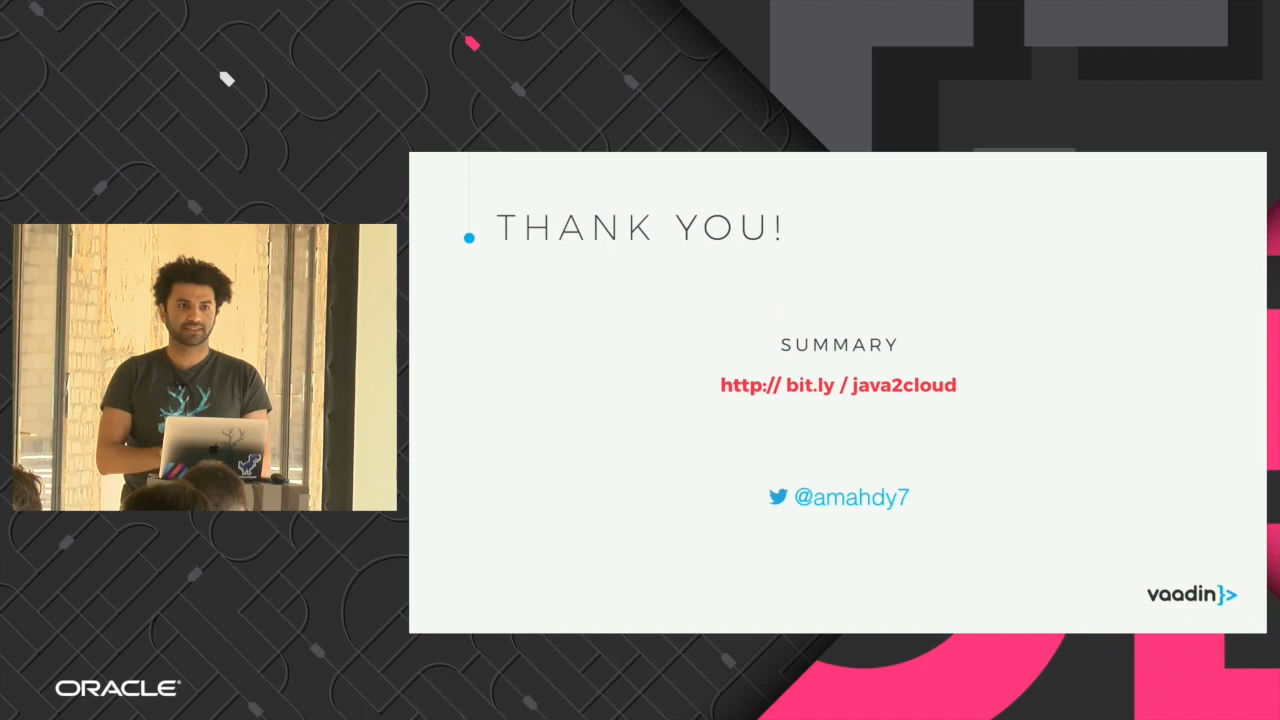 THANK YOU!
SUMMARY
http:// bit.ly / java2cloud
@amahdy7
vaadin}>
ORACLE